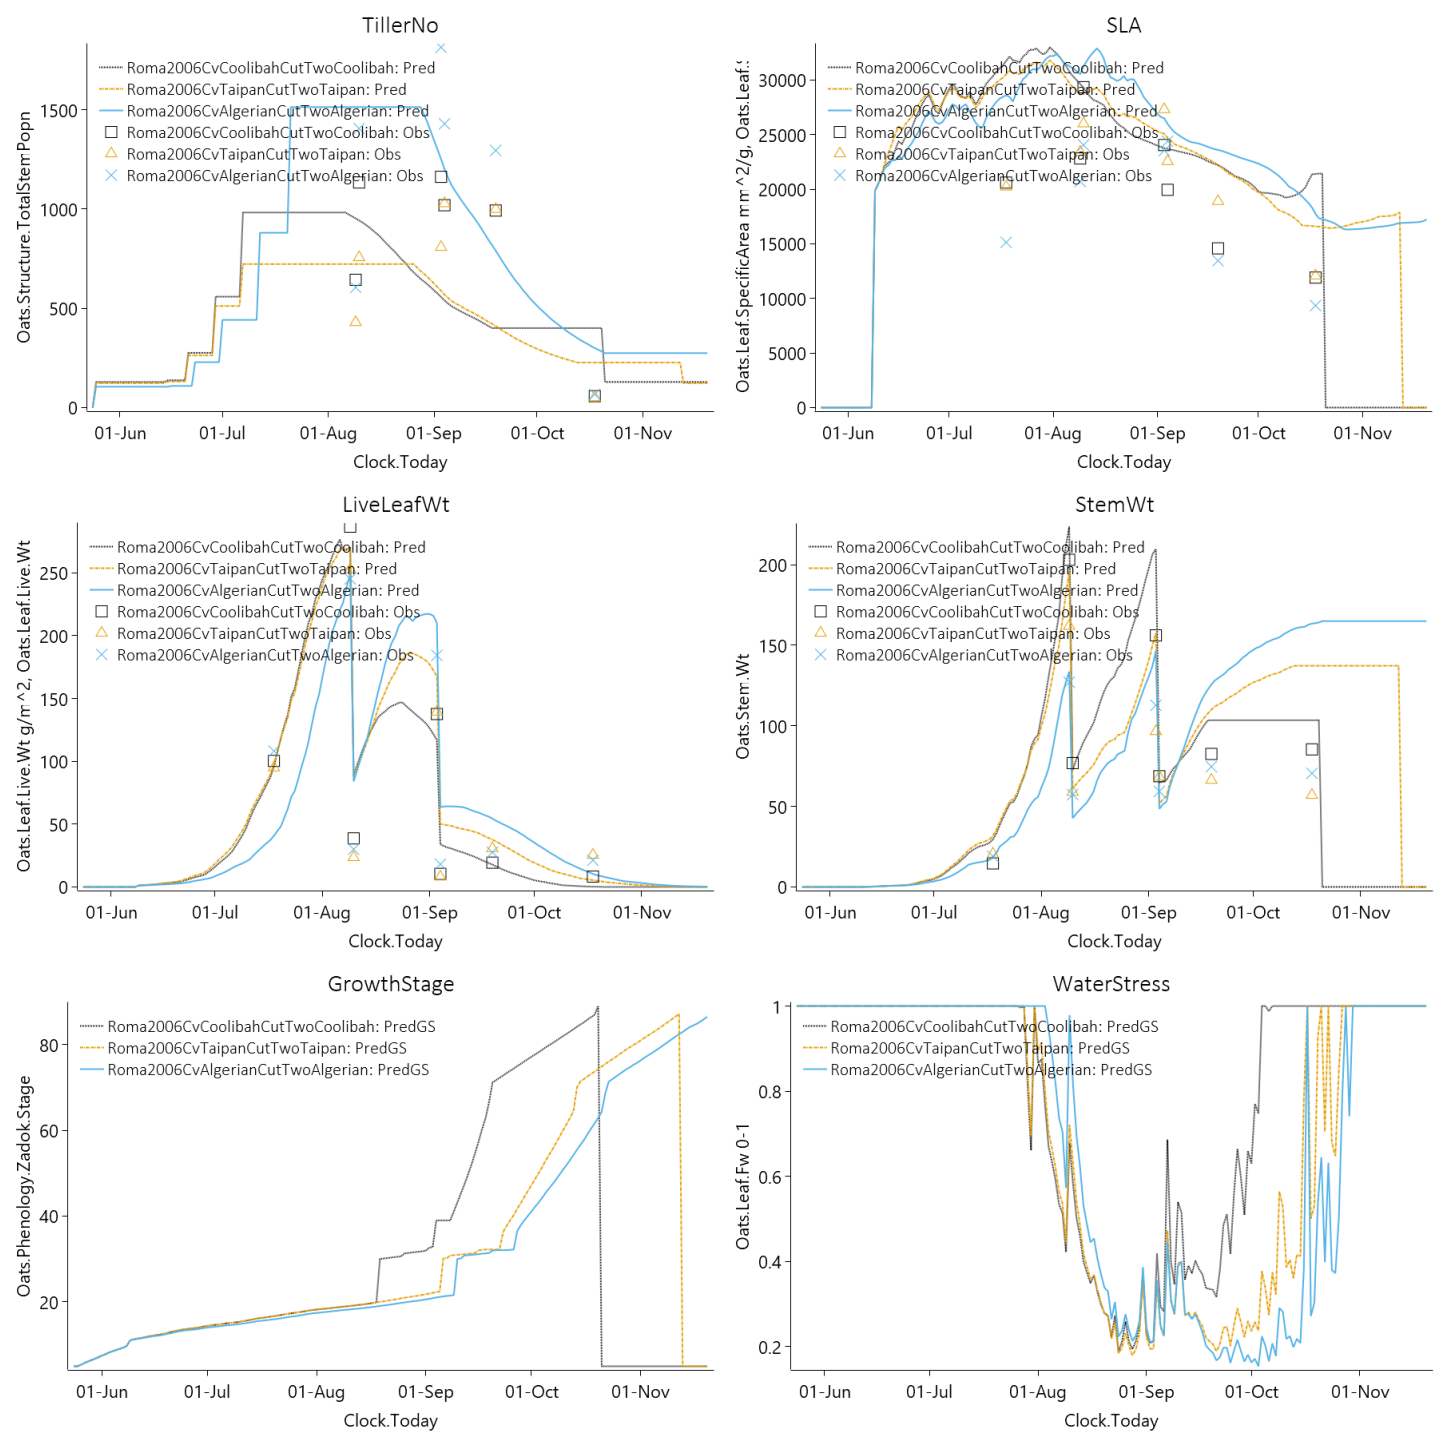 TillerNo
Oats.Structure.TotalStemPopn
1500
1000
500
0
Roma2006CvCoolibahCutTwoCoolibah: Pred
Roma2006CvTaipanCutTwoTaipan: Pred
Roma2006CvAlgerianCutTwoAlgerian: Pred
Roma2006CvCoolibahCutTwoCoolibah: Obs
Roma2006CvTaipanCutTwoTaipan: Obs
Roma2006CvAlgerianCutTwoAlgerian: Obs
01-Jun 01-Jul 01-Aug 01-Sep 01-Oct 01-Nov
Clock.Today
SLA
Oats.Leaf.SpecificArea mm^2/g, Oats.Leaf.
30000
25000
20000
15000
10000
5000
0
Roma2006CvCoolibahCutTwoCoolibah: Pred
Roma2006CvTaipanCutTwoTaipan: Pred
Roma2006CvAlgerianCutTwoAlgerian: Pred
Roma2006CvCoolibahCutTwoCoolibah: Obs
Roma2006CvTaipanCutTwoTaipan: Obs
Roma2006CvAlgerianCutTwoAlgerian: Obs
01-Jun 01-Jul 01-Aug 01-Sep 01-Oct 01-Nov
Clock.Today
LiveLeafWt
Oats.Leaf.Live.Wt g/m^2, Oats.Leaf.Live.Wt
250
200
150
100
50
0
Roma2006CvCoolibahCutTwoCoolibah: Pred
Roma2006CvTaipanCutTwoTaipan: Pred
Roma2006CvAlgerianCutTwoAlgerian: Pred
Roma2006CvCoolibahCutTwoCoolibah: Obs
Roma2006CvTaipanCutTwoTaipan: Obs
Roma2006CvAlgerianCutTwoAlgerian: Obs
01-Jun 01-Jul 01-Aug 01-Sep 01-Oct 01-Nov
Clock.Today
StemWt
Oats.Stem.Wt
200
150
100
50
0
Roma2006CvCoolibahCutTwoCoolibah: Pred
Roma2006CvTaipanCutTwoTaipan: Pred
Roma2006CvAlgerianCutTwoAlgerian: Pred
Roma2006CvCoolibahCutTwoCoolibah: Obs
Roma2006CvTaipanCutTwoTaipan: Obs
Roma2006CvAlgerianCutTwoAlgerian: Obs
01-Jun 01-Jul 01-Aug 01-Sep 01-Oct 01-Nov
Clock.Today
GrowthStage
Oats.Phenology.Zadok.Stage
80
60
40
20
Roma2006CvCoolibahCutTwoCoolibah: PredGS
Roma2006CvTaipanCutTwoTaipan: PredGS
Roma2006CvAlgerianCutTwoAlgerian: PredGS
01-Jun 01-Jul 01-Aug 01-Sep 01-Oct 01-Nov
Clock.Today
WaterStress
Oats.Leaf.Fw 0-1
1
0.8
0.6
0.4
0.2
Roma2006CvCoolibahCutTwoCoolibah: PredGS
Roma2006CvTaipanCutTwoTaipan: PredGS
Roma2006CvAlgerianCutTwoAlgerian: PredGS
01-Jun 01-Jul 01-Aug 01-Sep 01-Oct 01-Nov
Clock.Today